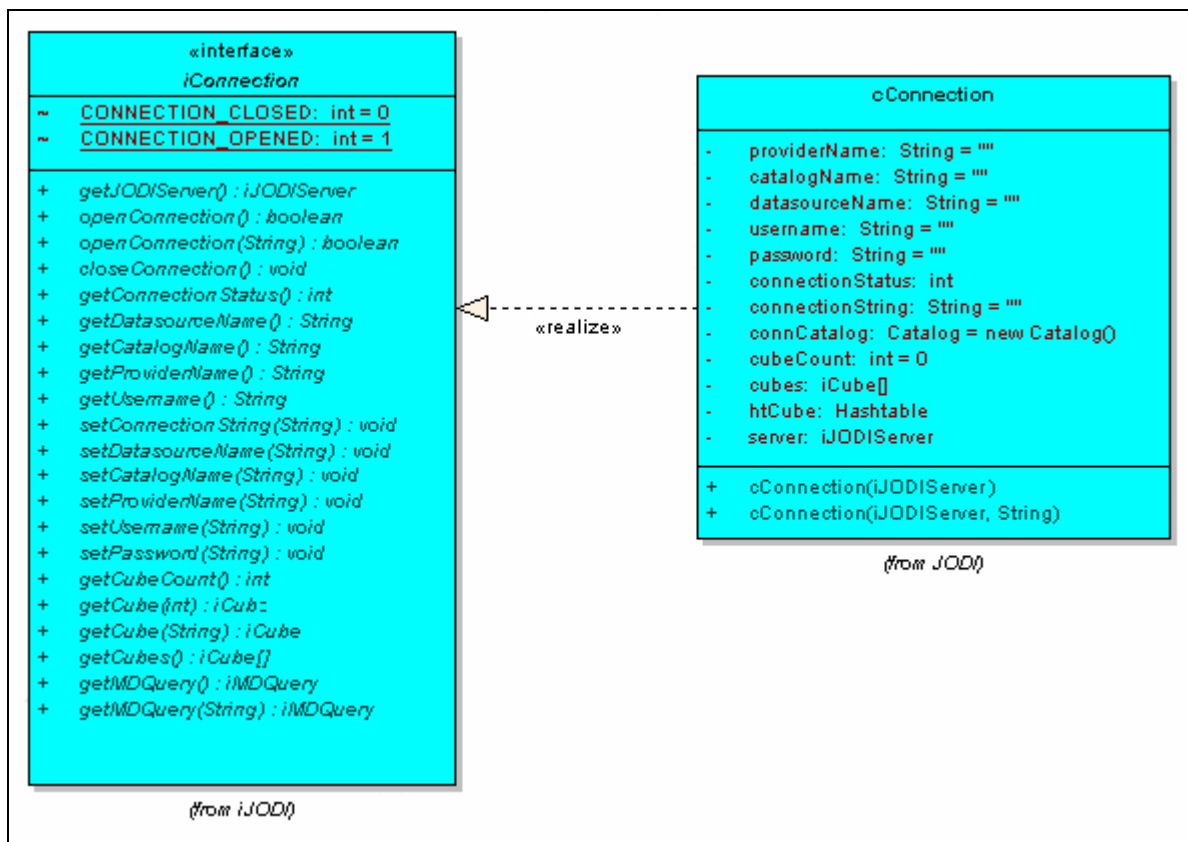 «interface»
iConnection
~ CONNECTION_CLOSED: int = 0
~ CONNECTION_OPENED: int = 1
+ getJODIServer() : iJODIServer
+ openConnection() : boolean
+ openConnection(String) : boolean
+ closeConnection() : void
+ getConnectionStatus() : int
+ getDatasourceName() : String
+ getCatalogName() : String
+ getProviderName() : String
+ getUsername() : String
+ setConnectionString(String) : void
+ setDatasourceName(String) : void
+ setCatalogName(String) : void
+ setProviderName(String) : void
+ setUsername(String) : void
+ setPassword(String) : void
+ getCubeCount() : int
+ getCube(int) : iCube
+ getCube(String) : iCube
+ getCubes() : iCube[]
+ getMDQuery() : iMDQuery
+ getMDQuery(String) : iMDQuery
(from iJODI)
«realize»
cConnection
- providerName: String = ""
- catalogName: String = ""
- datasourceName: String = ""
- username: String = ""
- password: String = ""
- connectionStatus: int
- connectionString: String = ""
- connCatalog: Catalog = new Catalog()
- cubeCount: int = 0
- cubes: iCube[]
- htCube: Hashtable
- server: iJODIServer
+ cConnection(iJODIServer)
+ cConnection(iJODIServer, String)
(from JODI)